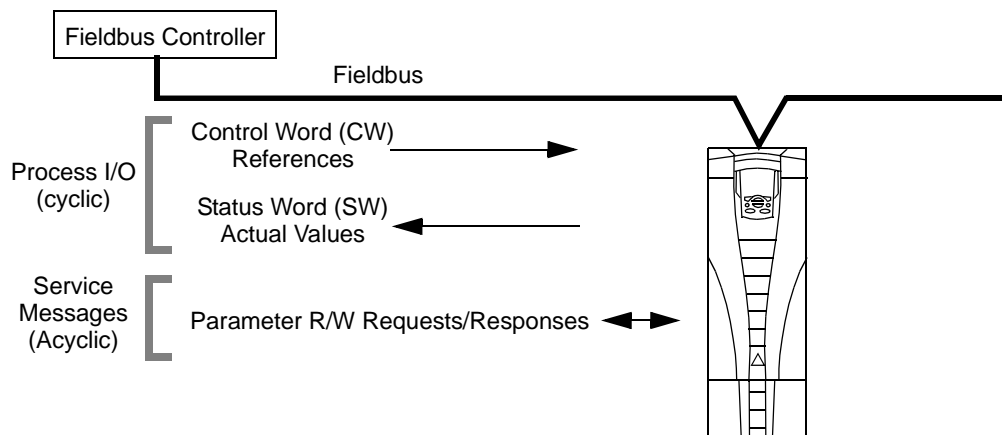 Fieldbus Controller
Fieldbus
Process I/O
(cyclic)
Control Word (CW)
References
Status Word (SW)
Actual Values
Service
Messages
(Acyclic)
Parameter R/W Requests/Responses